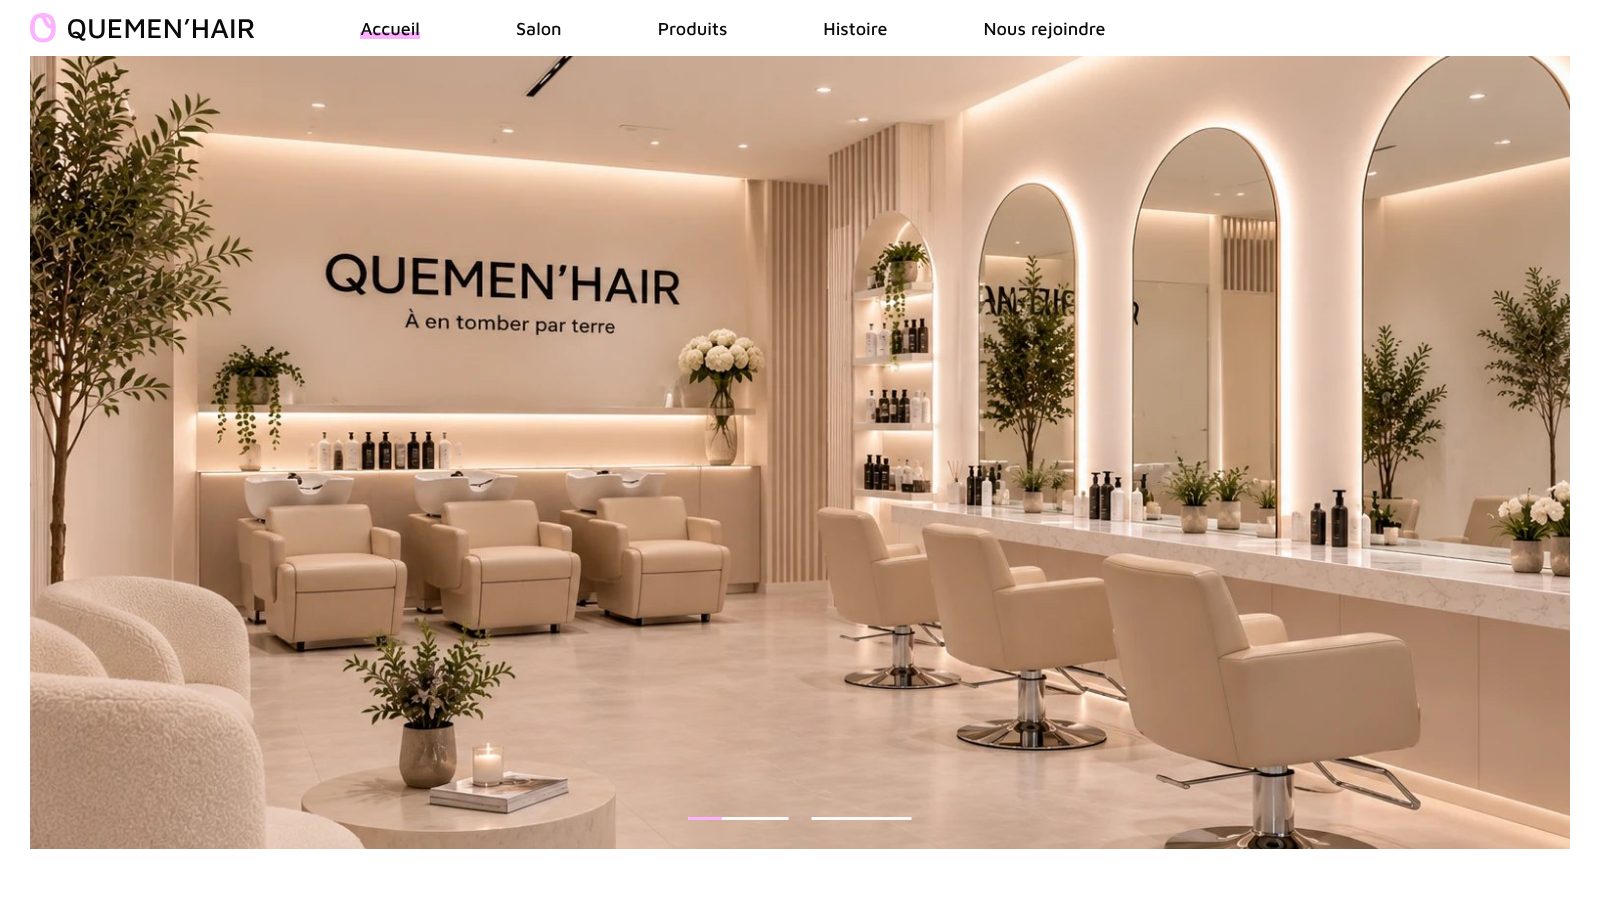 QUEMEN’HAIR
Accueil
Salon
Produits
Histoire
Nous rejoindre
QUEMEN’HAIR
À en tomber par terre